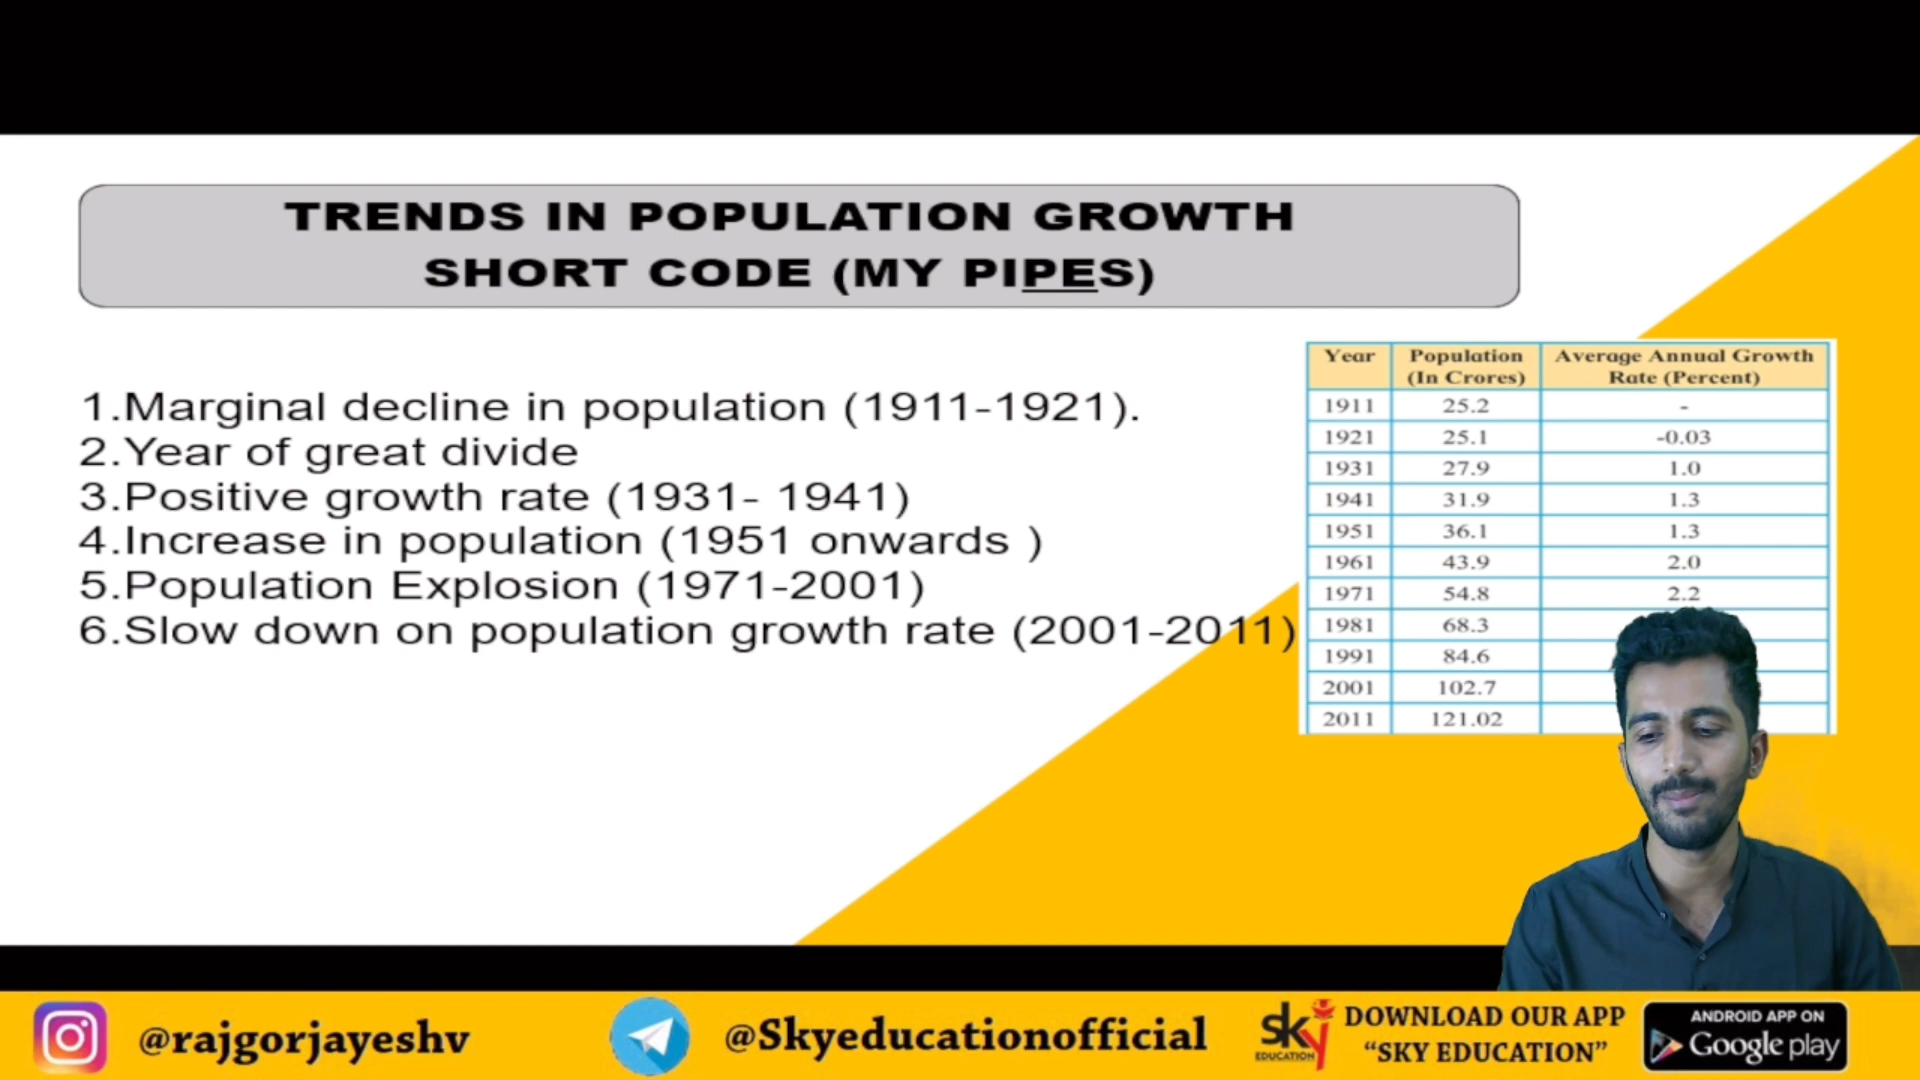 TRENDS IN POPULATION GROWTH
SHORT CODE (MY PIPES)
1.Marginal decline in population (1911-1921).
2.Year of great divide
3.Positive growth rate (1931- 1941)
4.Increase in population (1951 onwards )
5.Population Explosion (1971-2001)
6.Slow down on population growth rate (2001-2011)
Year Population (In Crores) Average Annual Growth Rate (Percent)
1911 25.2 -
1921 25.1 -0.03
1931 27.9 1.0
1941 31.9 1.3
1951 36.1 1.3
1961 43.9 2.0
1971 54.8 2.2
1981 68.3
1991 84.6
2001 102.7
2011 121.02
@rajgorjayeshv
@Skyeducationofficial
sky
EDUCATION
DOWNLOAD OUR APP
“SKY EDUCATION”
ANDROID APP ON
Google play